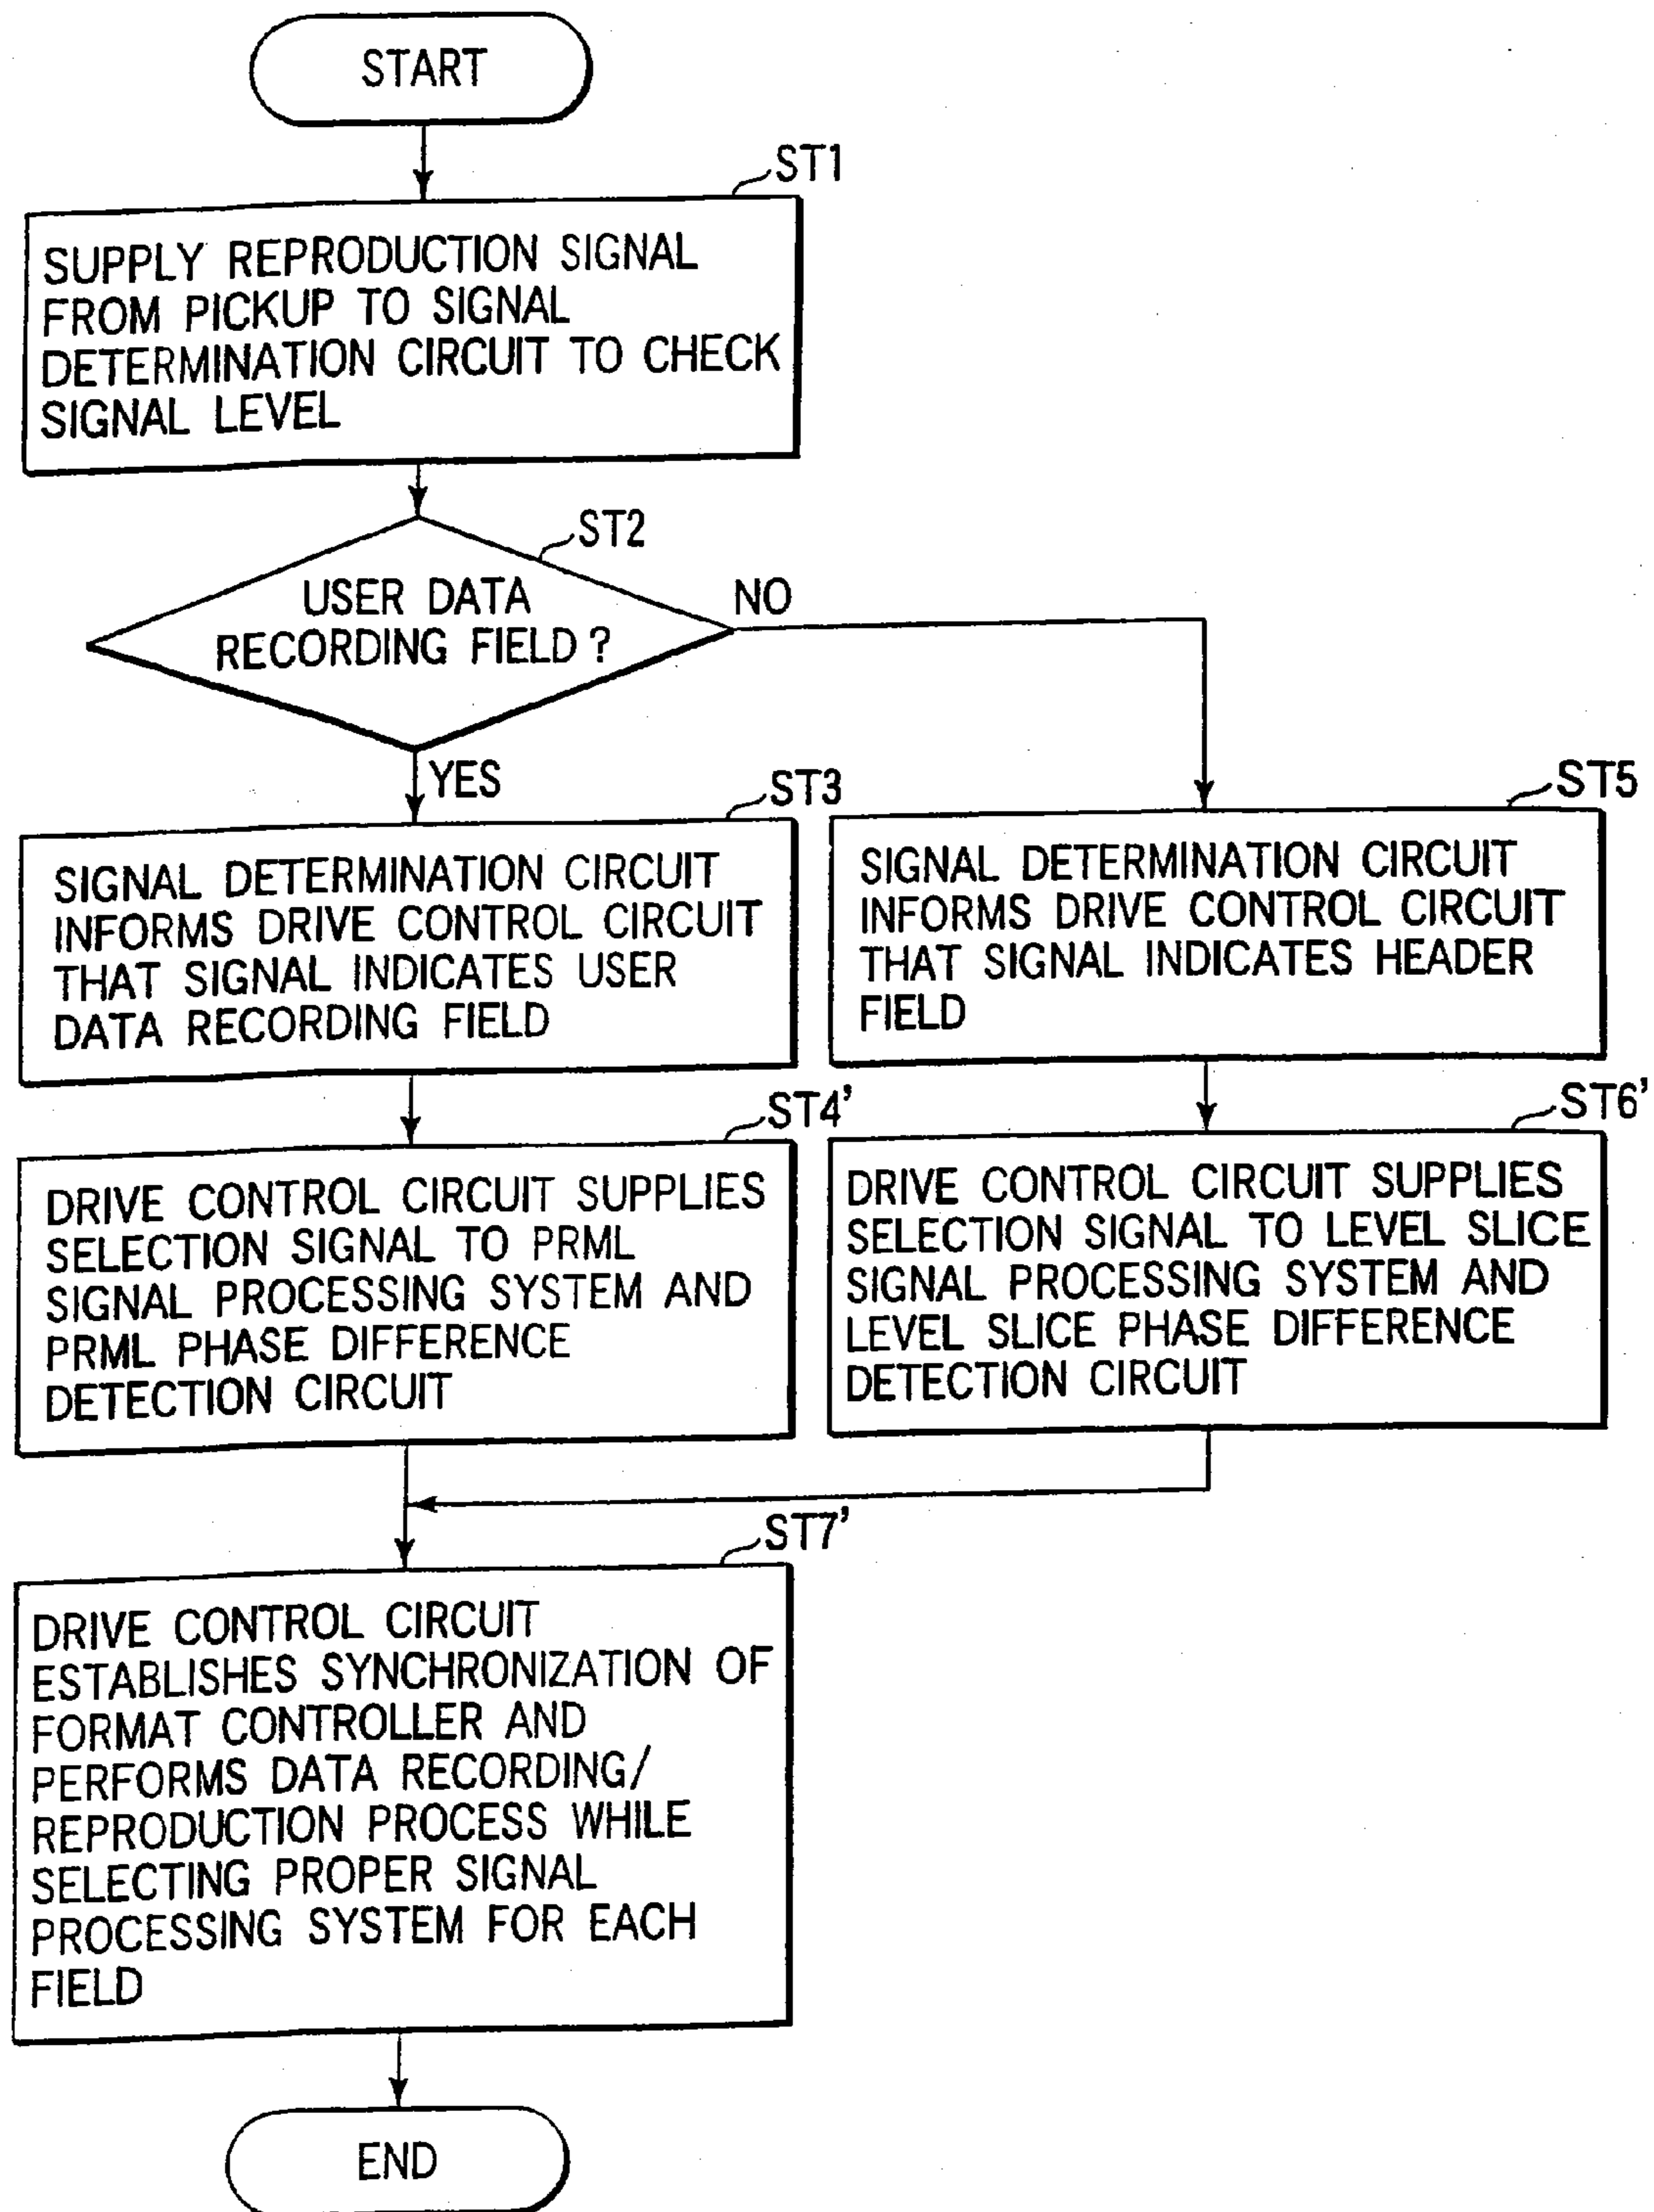 START
ST1
SUPPLY REPRODUCTION SIGNAL
FROM PICKUP TO SIGNAL
DETERMINATION CIRCUIT TO CHECK
SIGNAL LEVEL
ST2
USER DATA
RECORDING FIELD?
NO
YES
ST3
SIGNAL DETERMINATION CIRCUIT
INFORMS DRIVE CONTROL CIRCUIT
THAT SIGNAL INDICATES USER
DATA RECORDING FIELD
ST5
SIGNAL DETERMINATION CIRCUIT
INFORMS DRIVE CONTROL CIRCUIT
THAT SIGNAL INDICATES HEADER
FIELD
ST4'
DRIVE CONTROL CIRCUIT SUPPLIES
SELECTION SIGNAL TO PRML
SIGNAL PROCESSING SYSTEM AND
PRML PHASE DIFFERENCE
DETECTION CIRCUIT
ST6'
DRIVE CONTROL CIRCUIT SUPPLIES
SELECTION SIGNAL TO LEVEL SLICE
SIGNAL PROCESSING SYSTEM AND
LEVEL SLICE PHASE DIFFERENCE
DETECTION CIRCUIT
ST7'
DRIVE CONTROL CIRCUIT
ESTABLISHES SYNCHRONIZATION OF
FORMAT CONTROLLER AND
PERFORMS DATA RECORDING/
REPRODUCTION PROCESS WHILE
SELECTING PROPER SIGNAL
PROCESSING SYSTEM FOR EACH
FIELD
END